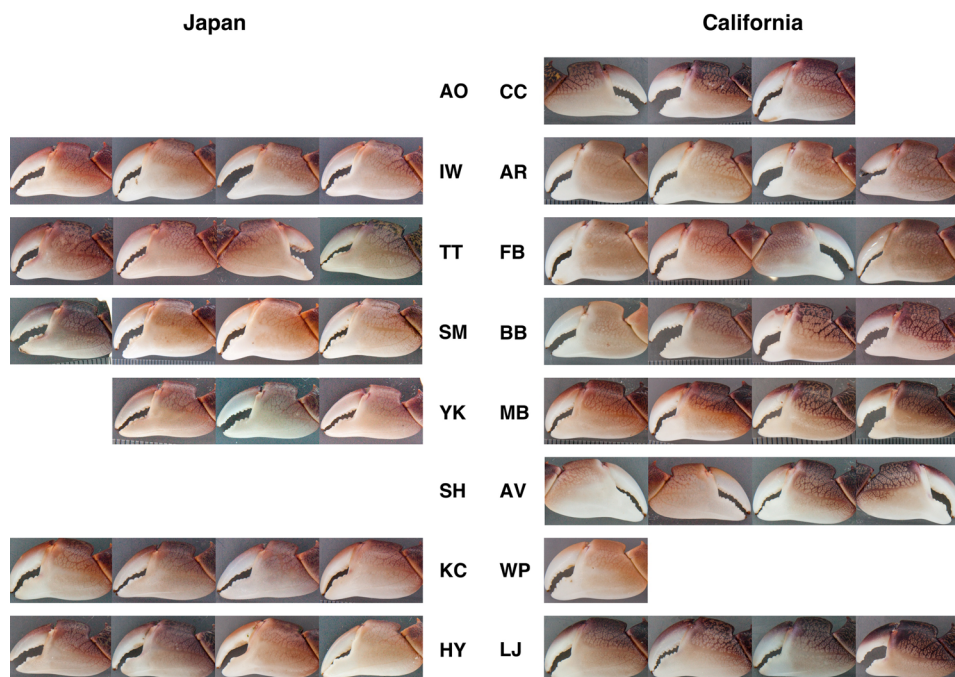 Japan California
AO CC
IW AR
TT FB
SM BB
YK MB
SH AV
KC WP
HY LJ